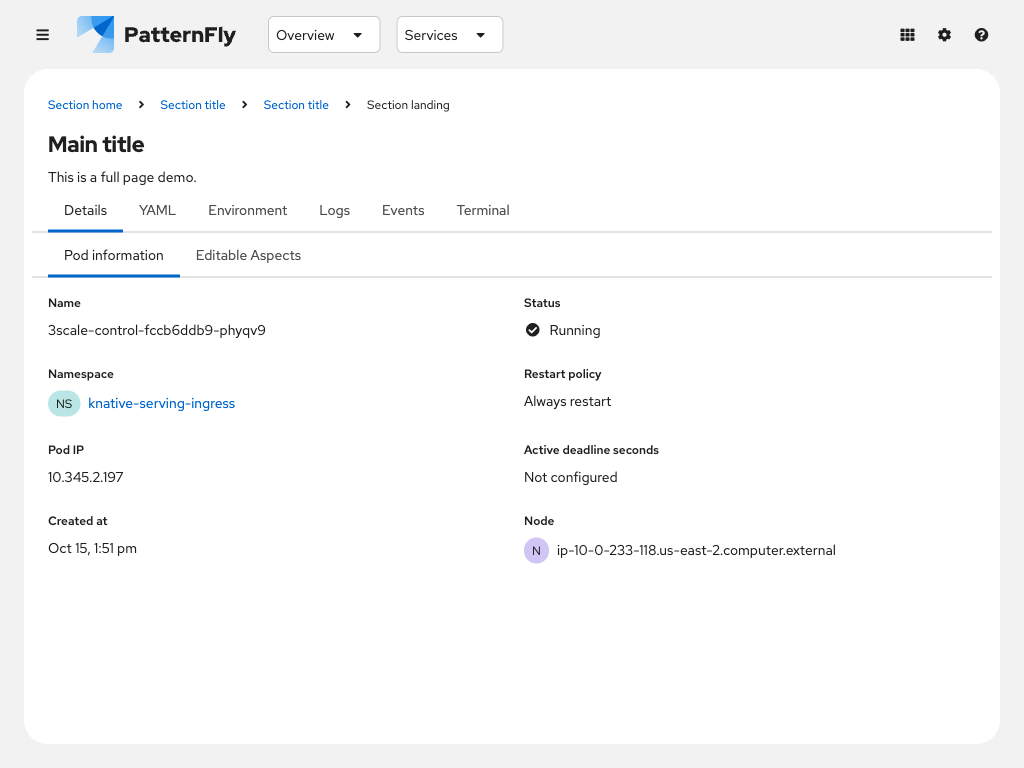 PatternFly Overview Services
Section home Section title Section title Section landing
Main title
This is a full page demo.
Details YAML Environment Logs Events Terminal
Pod information Editable Aspects
Name
3scale-control-fccb6ddb9-phyqv9
Status
Running
Namespace
NS knative-serving-ingress
Restart policy
Always restart
Pod IP
10.345.2.197
Active deadline seconds
Not configured
Created at
Oct 15, 1:51 pm
Node
N ip-10-0-233-118.us-east-2.computer.external